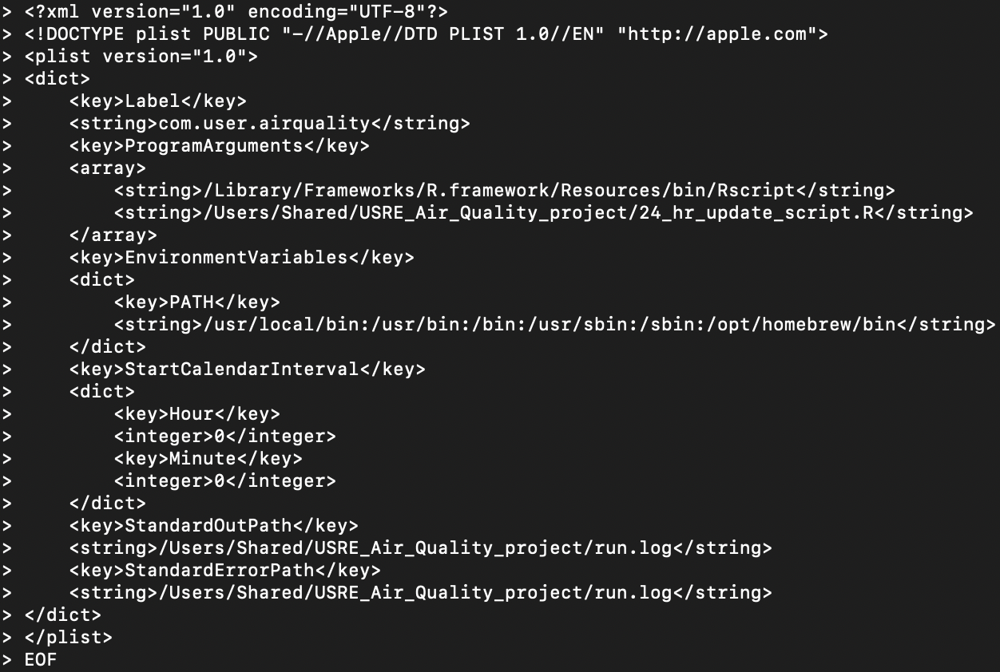 > <?xml version="1.0" encoding="UTF-8"?>
> <!DOCTYPE plist PUBLIC "-//Apple//DTD PLIST 1.0//EN" "http://apple.com">
> <plist version="1.0">
> <dict>
>     <key>Label</key>
>     <string>com.user.airquality</string>
>     <key>ProgramArguments</key>
>     <array>
>         <string>/Library/Frameworks/R.framework/Resources/bin/Rscript</string>
>         <string>/Users/Shared/USRE_Air_Quality_project/24_hr_update_script.R</string>
>     </array>
>     <key>EnvironmentVariables</key>
>     <dict>
>         <key>PATH</key>
>         <string>/usr/local/bin:/usr/bin:/bin:/usr/sbin:/sbin:/opt/homebrew/bin</string>
>     </dict>
>     <key>StartCalendarInterval</key>
>     <dict>
>         <key>Hour</key>
>         <integer>0</integer>
>         <key>Minute</key>
>         <integer>0</integer>
>     </dict>
>     <key>StandardOutPath</key>
>     <string>/Users/Shared/USRE_Air_Quality_project/run.log</string>
>     <key>StandardErrorPath</key>
>     <string>/Users/Shared/USRE_Air_Quality_project/run.log</string>
> </dict>
> </plist>
> EOF